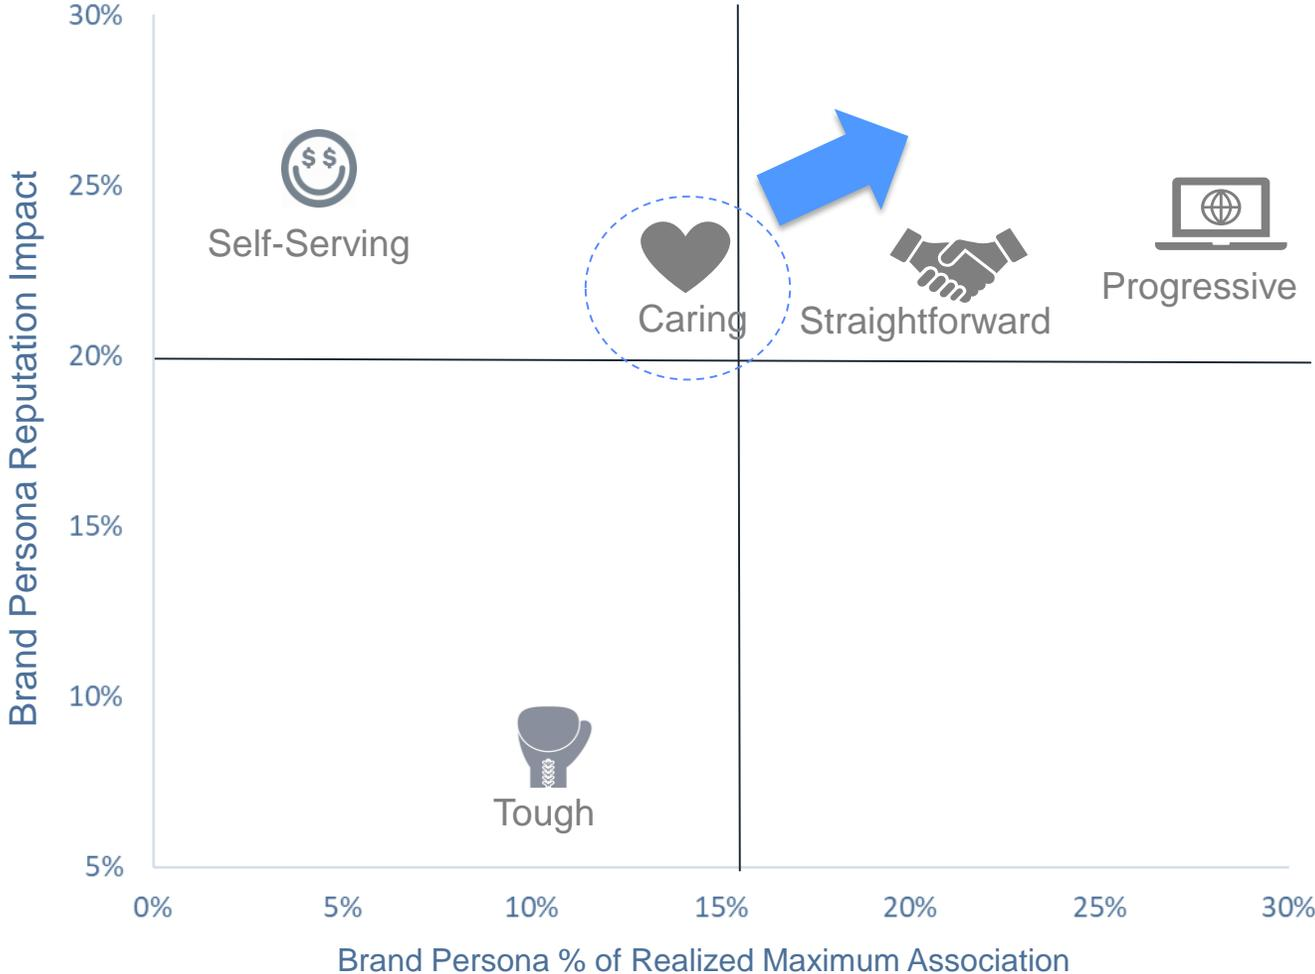 30%
$ $
25%
Self-Serving
Progressive
Caring
Straightforward
20%
Brand Persona Reputation Impact
15%
10%
Tough
5%
0% 5% 10% 15% 20% 25% 30%
Brand Persona % of Realized Maximum Association